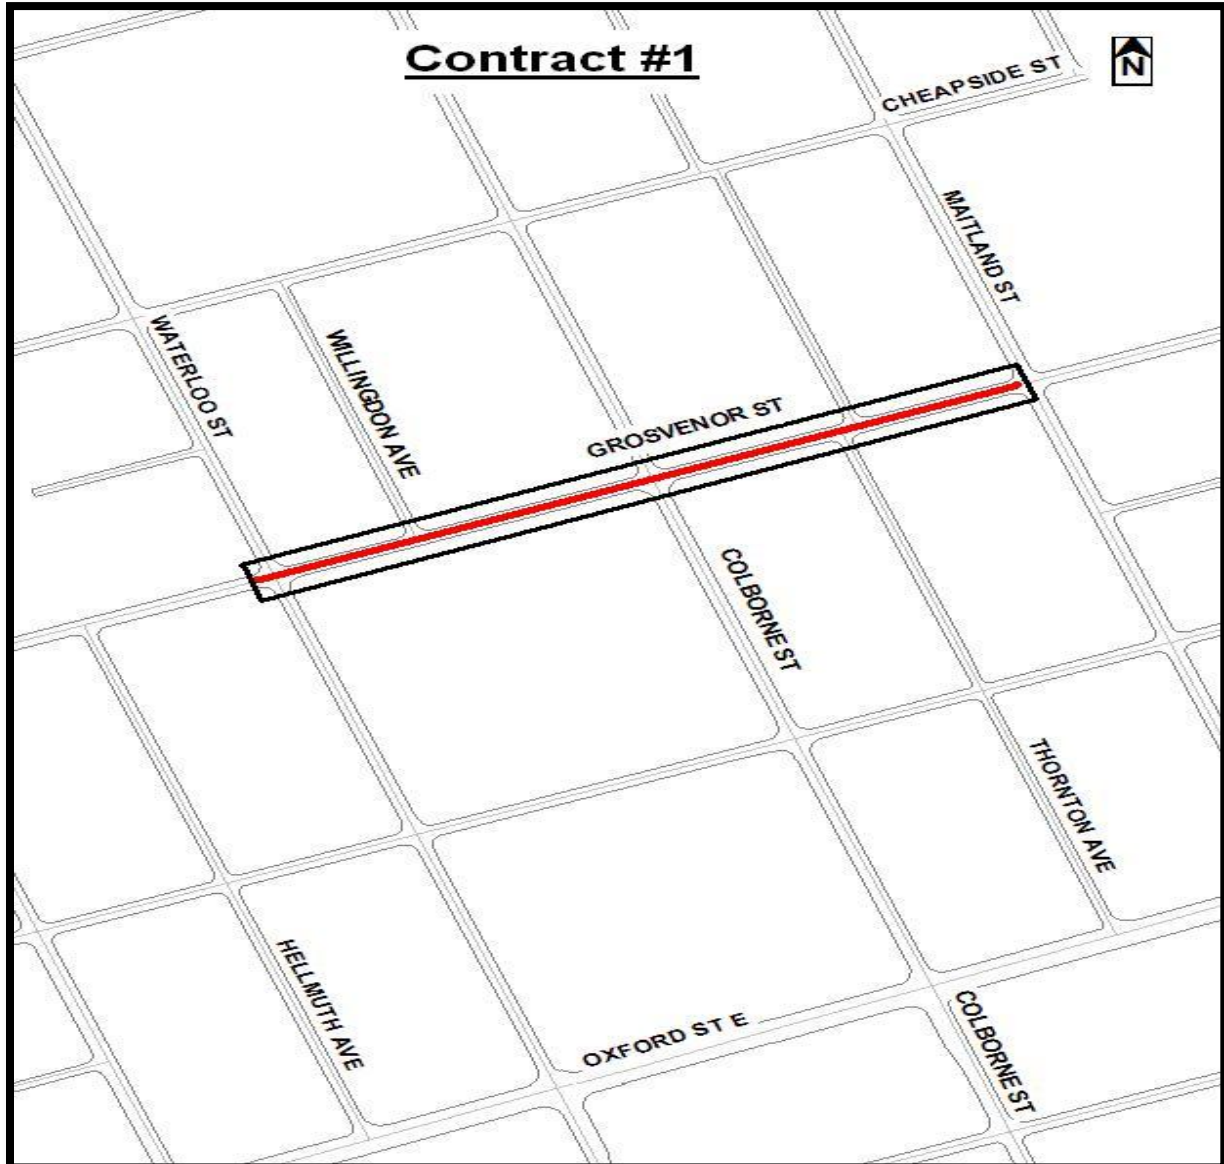 Contract #1
N
CHEAPSIDE ST
MAITLAND ST
WATERLOO ST
WILLINGDON AVE
GROSVENOR ST
COLBORNE ST
THORNTON AVE
HELLMUTH AVE
OXFORD ST E
COLBORNE ST